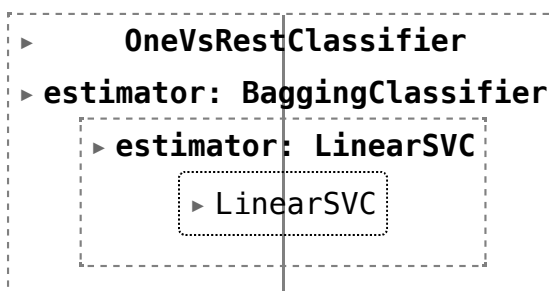 ▸ OneVsRestClassifier
▸ estimator: BaggingClassifier
▸ estimator: LinearSVC
▸ LinearSVC